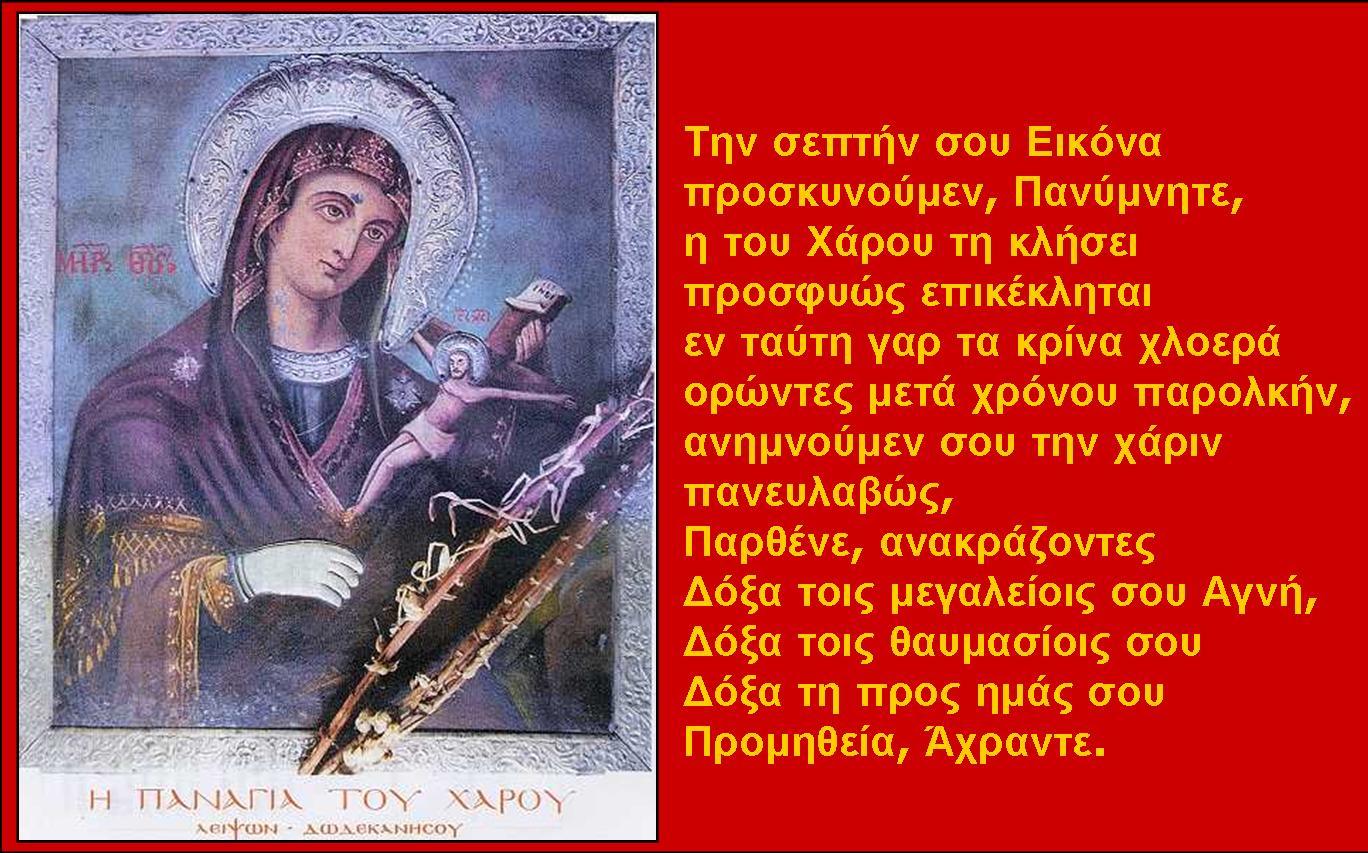 ΜΗΡ ΘΟΥ
Η ΠΑΝΑΓΙΑ ΤΟΥ ΧΑΡΟΥ
ΛΕΙΨΩΝ - ΔΩΔΕΚΑΝΗСΟΥ
Την σεπτήν σου Εικόνα
προσκυνούμεν, Πανύμνητε,
η του Χάρου τη κλήσει
προσφυώς επικέκληται
εν ταύτη γαρ τα κρίνα χλοερά
ορώντες μετά χρόνου παρολκήν,
ανημνούμεν σου την χάριν
πανευλαβώς,
Παρθένε, ανακράζοντες
Δόξα τοις μεγαλείοις σου Αγνή,
Δόξα τοις θαυμασίοις σου
Δόξα τη προς ημάς σου
Προμηθεία, Άχραντε.